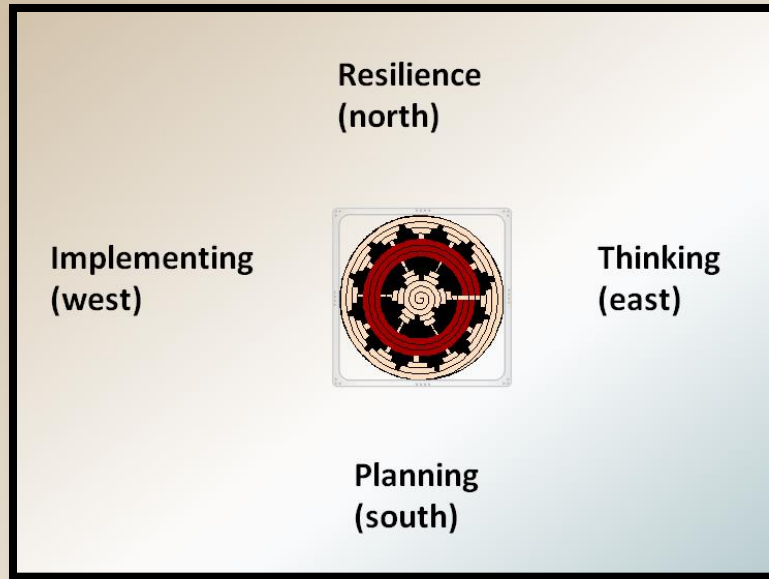 Resilience
(north)
Implementing
(west)
Thinking
(east)
Planning
(south)